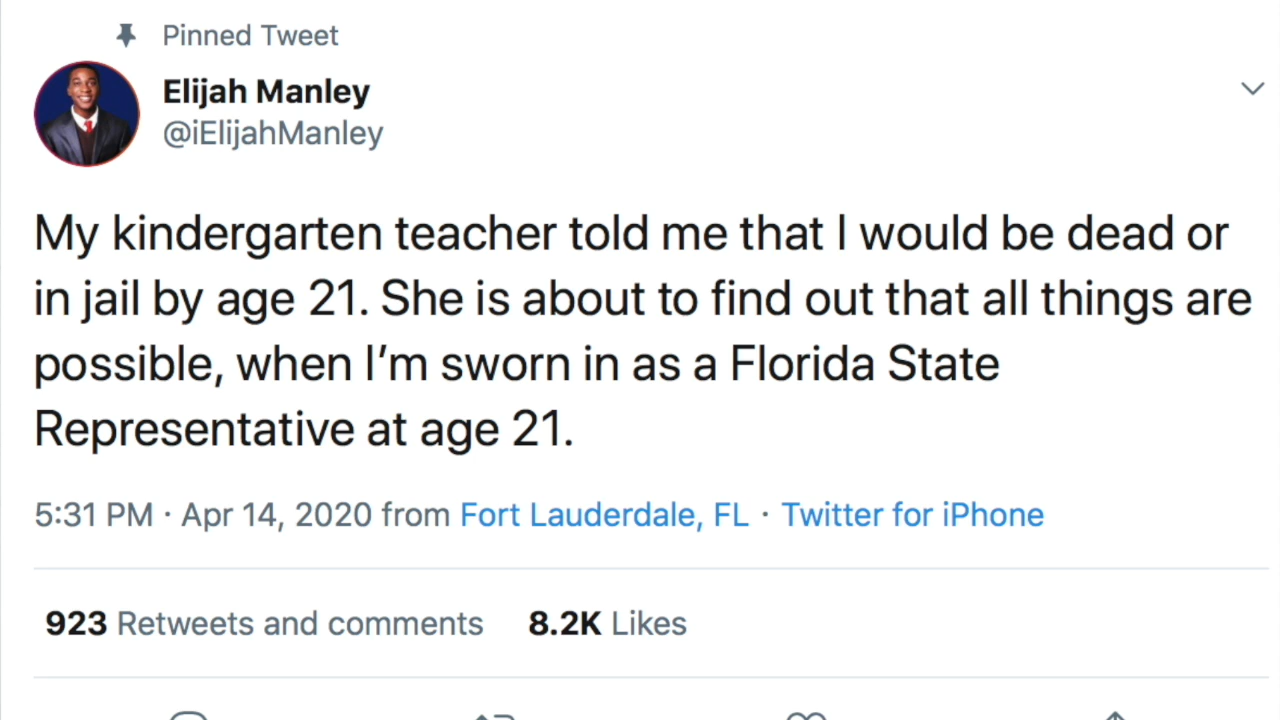 Pinned Tweet
Elijah Manley
@iElijahManley
My kindergarten teacher told me that I would be dead or
in jail by age 21. She is about to find out that all things are
possible, when I’m sworn in as a Florida State
Representative at age 21.
5:31 PM · Apr 14, 2020 from Fort Lauderdale, FL · Twitter for iPhone
923 Retweets and comments 8.2K Likes